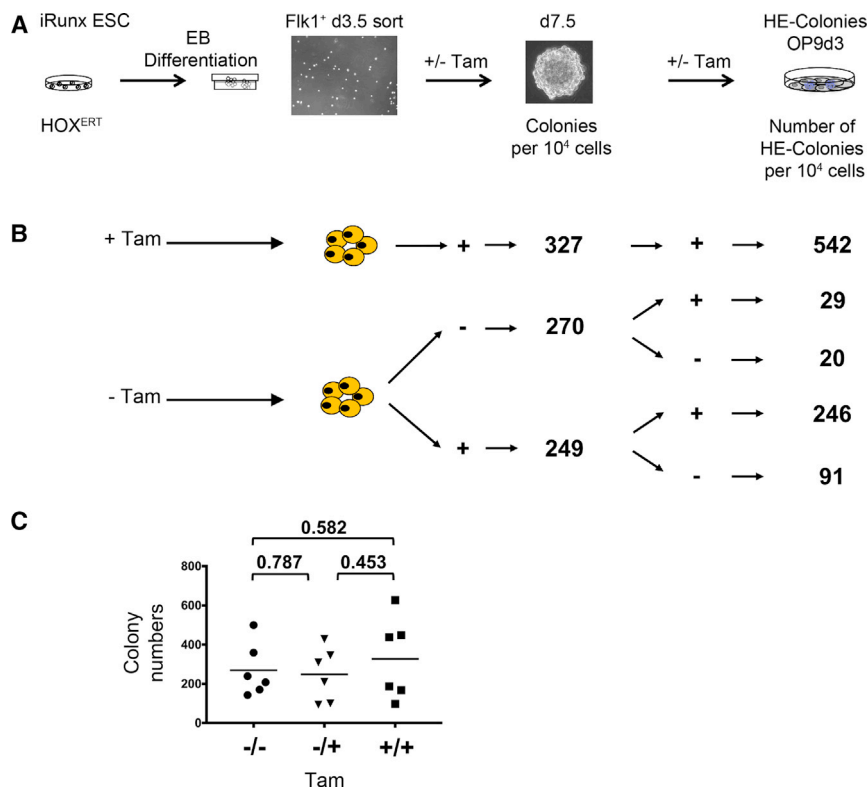 A
iRunx ESC
HOX^ERT
EB
Differentiation
Flk1⁺ d3.5 sort
+/- Tam
d7.5
Colonies
per 10⁴ cells
+/- Tam
HE-Colonies
OP9d3
Number of
HE-Colonies
per 10⁴ cells
B
+ Tam
+
327
+
542
- Tam
-
270
+
29
-
20
+
249
+
246
-
91
C
0.582
0.787
0.453
Colony
numbers
800
600
400
200
0
-/-
-/+
+/+
Tam